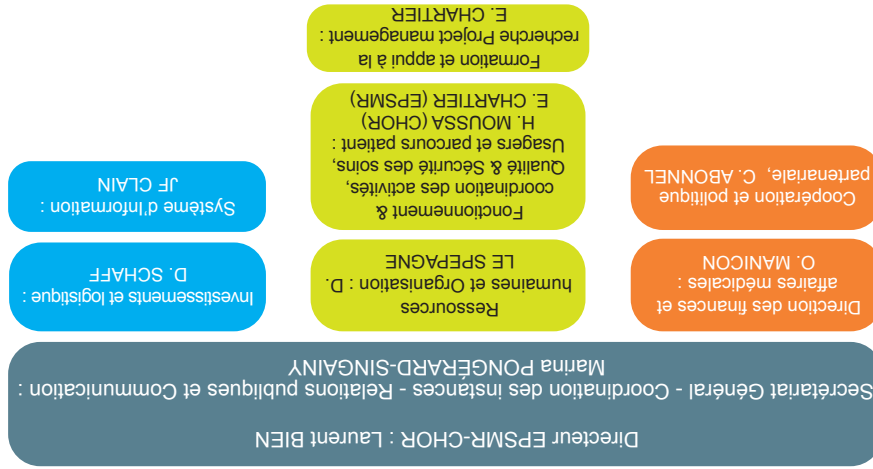 Directeur EPSMR-CHOR : Laurent BIEN
Secrétariat Général - Coordination des instances - Relations publiques et Communication :
Marina PONGÉRARD-SINGAINY
Direction des finances et
affaires médicales :
O. MANICON
Coopération et politique
partenariale, C. ABONNEL
Ressources
humaines et Organisation : D.
LE SPEPAGNE
Fonctionnement &
coordination des activités,
Qualité & Sécurité des soins,
Usagers et parcours patient :
H. MOUSSA (CHOR)
E. CHARTIER (EPSMR)
Formation et appui à la
recherche Project management :
E. CHARTIER
Investissements et logistique :
D. SCHAFF
Système d'Information :
JF CLAIN